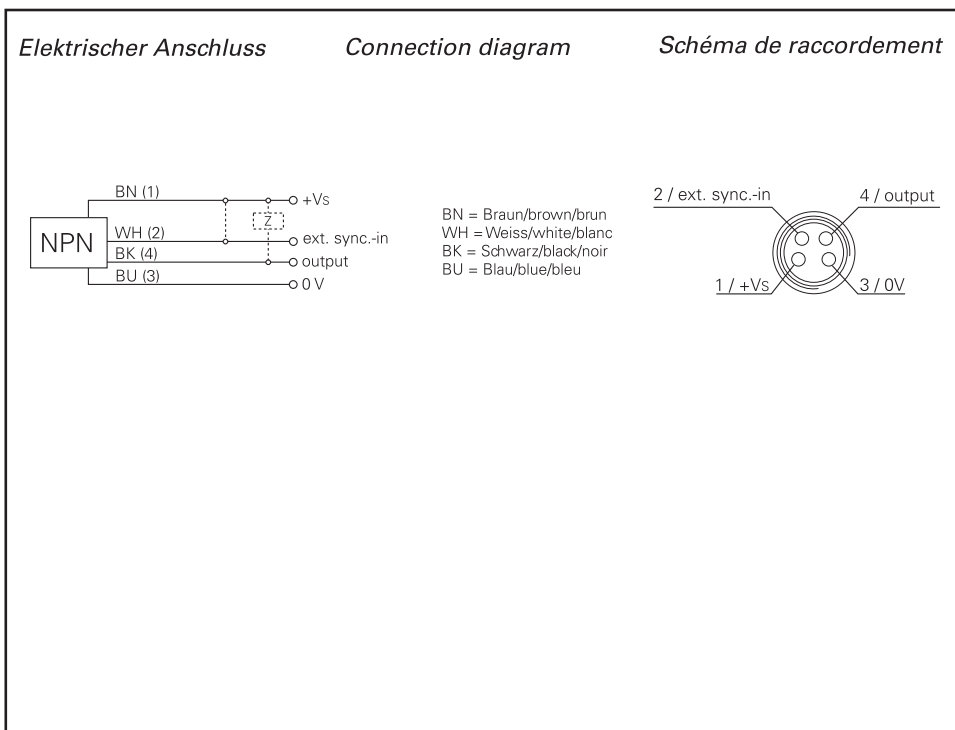 Elektrischer Anschluss
Connection diagram
Schéma de raccordement
BN (1)
+Vs
Z
NPN
WH (2)
ext. sync.-in
BK (4)
output
BU (3)
0 V
BN = Braun/brown/brun
WH = Weiss/white/blanc
BK = Schwarz/black/noir
BU = Blau/blue/bleu
2 / ext. sync.-in
4 / output
1 / +Vs
3 / 0V